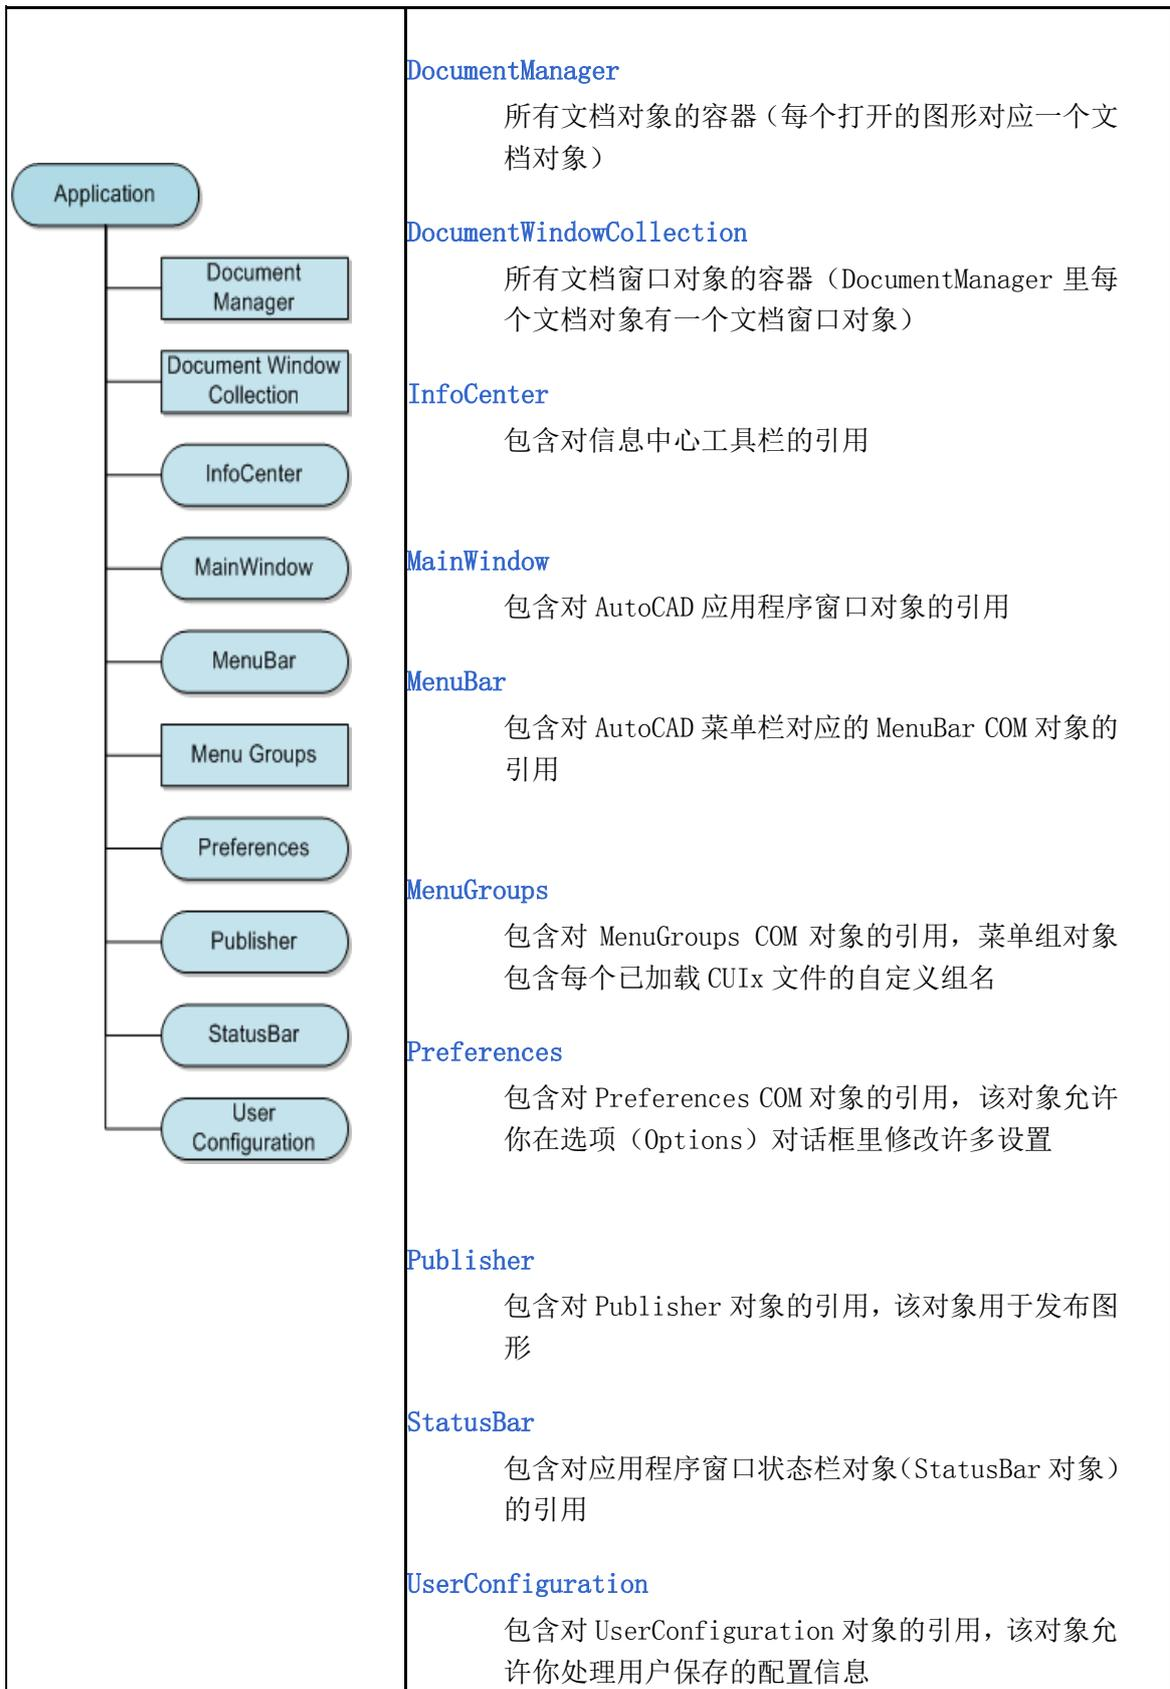 Application
Document
Manager
Document Window
Collection
InfoCenter
MainWindow
MenuBar
Menu Groups
Preferences
Publisher
StatusBar
User
Configuration
DocumentManager
所有文档对象的容器（每个打开的图形对应一个文
档对象）
DocumentWindowCollection
所有文档窗口对象的容器（DocumentManager 里每
个文档对象有一个文档窗口对象）
InfoCenter
包含对信息中心工具栏的引用
MainWindow
包含对 AutoCAD 应用程序窗口对象的引用
MenuBar
包含对 AutoCAD 菜单栏对应的 MenuBar COM 对象的
引用
MenuGroups
包含对 MenuGroups COM 对象的引用，菜单组对象
包含每个已加载 CUIx 文件的自定义组名
Preferences
包含对 Preferences COM 对象的引用，该对象允许
你在选项（Options）对话框里修改许多设置
Publisher
包含对 Publisher 对象的引用，该对象用于发布图
形
StatusBar
包含对应用程序窗口状态栏对象（StatusBar 对象）
的引用
UserConfiguration
包含对 UserConfiguration 对象的引用，该对象允
许你处理用户保存的配置信息